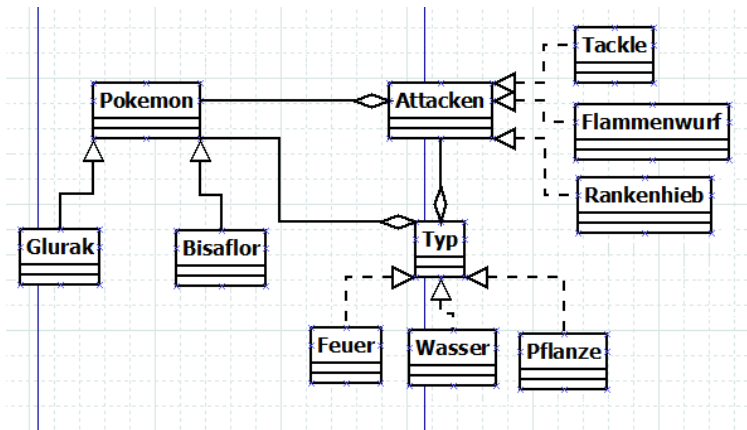 Tackle
Pokemon
Attacken
Flammenwurf
Rankenhieb
Glurak
Bisaflor
Typ
Feuer
Wasser
Pflanze